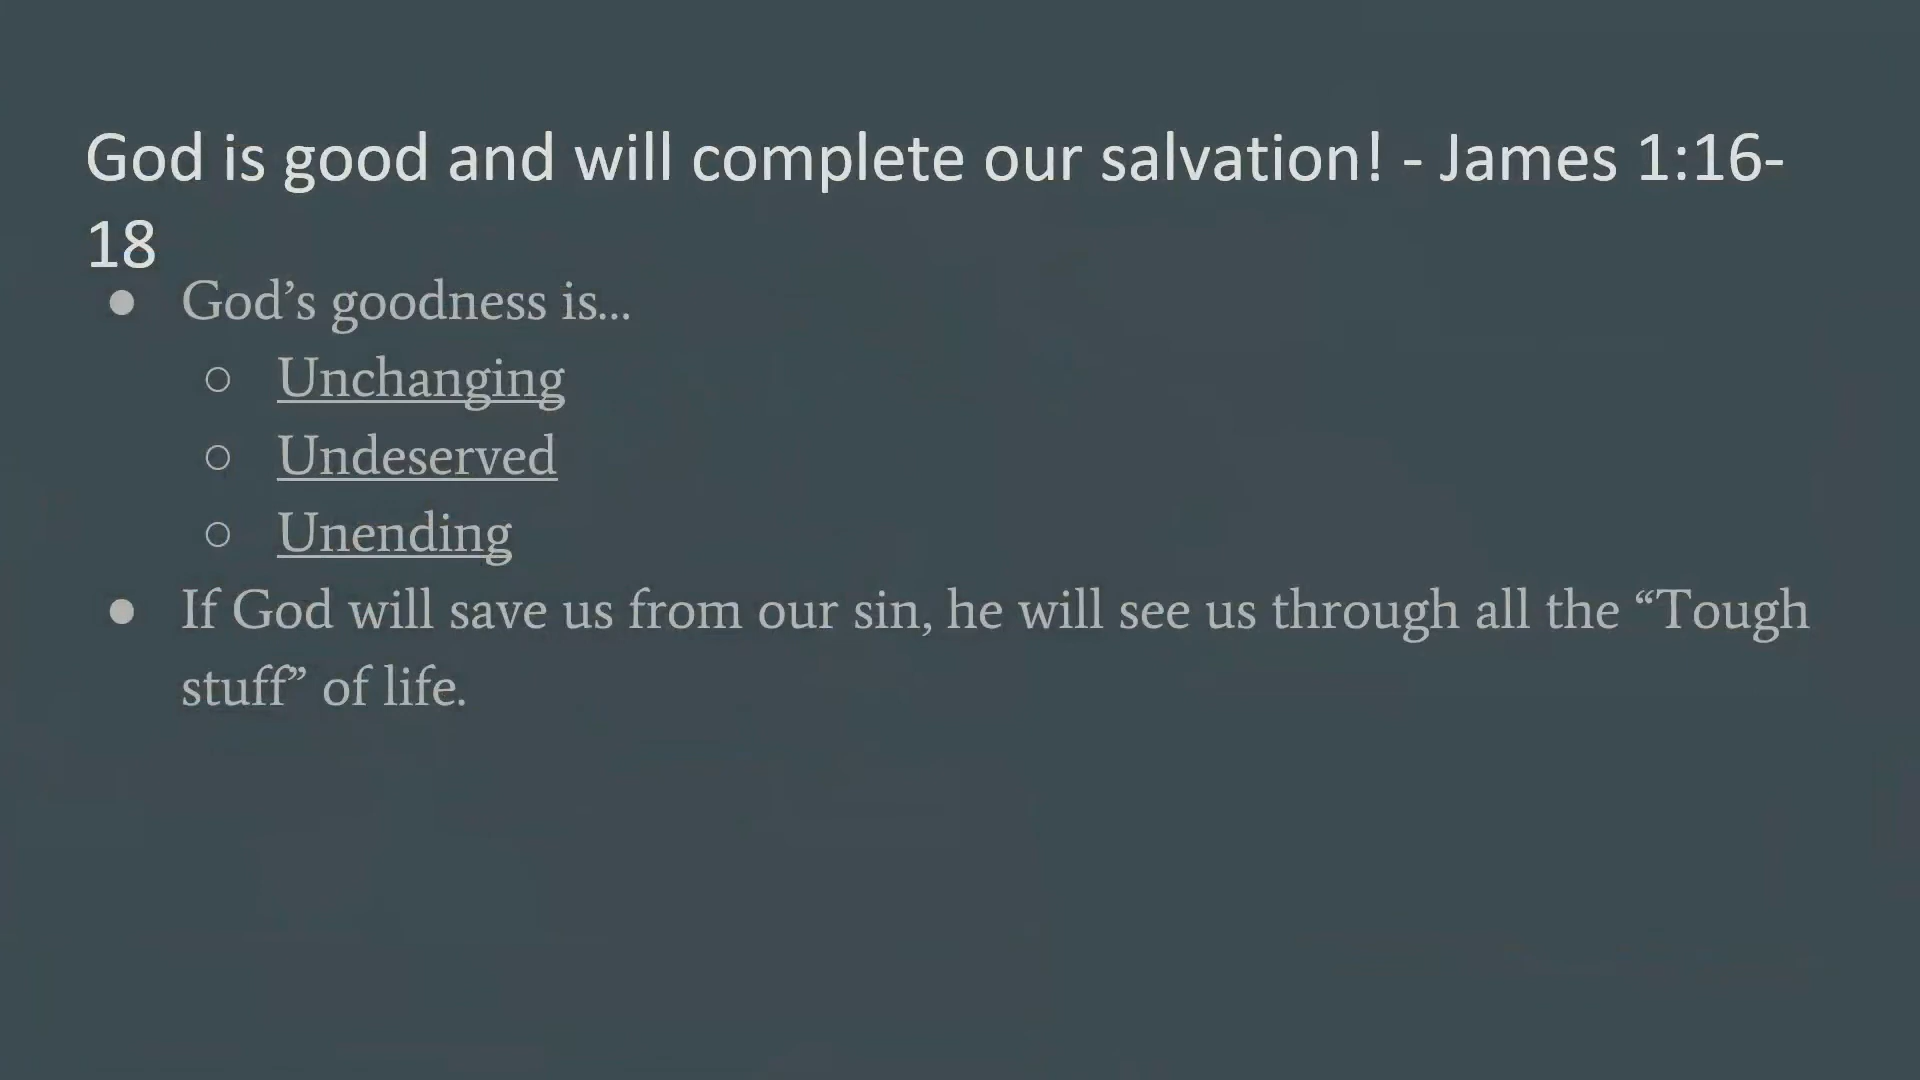 God is good and will complete our salvation! - James 1:16-
18
● God’s goodness is...
○ Unchanging
○ Undeserved
○ Unending
● If God will save us from our sin, he will see us through all the “Tough
stuff” of life.